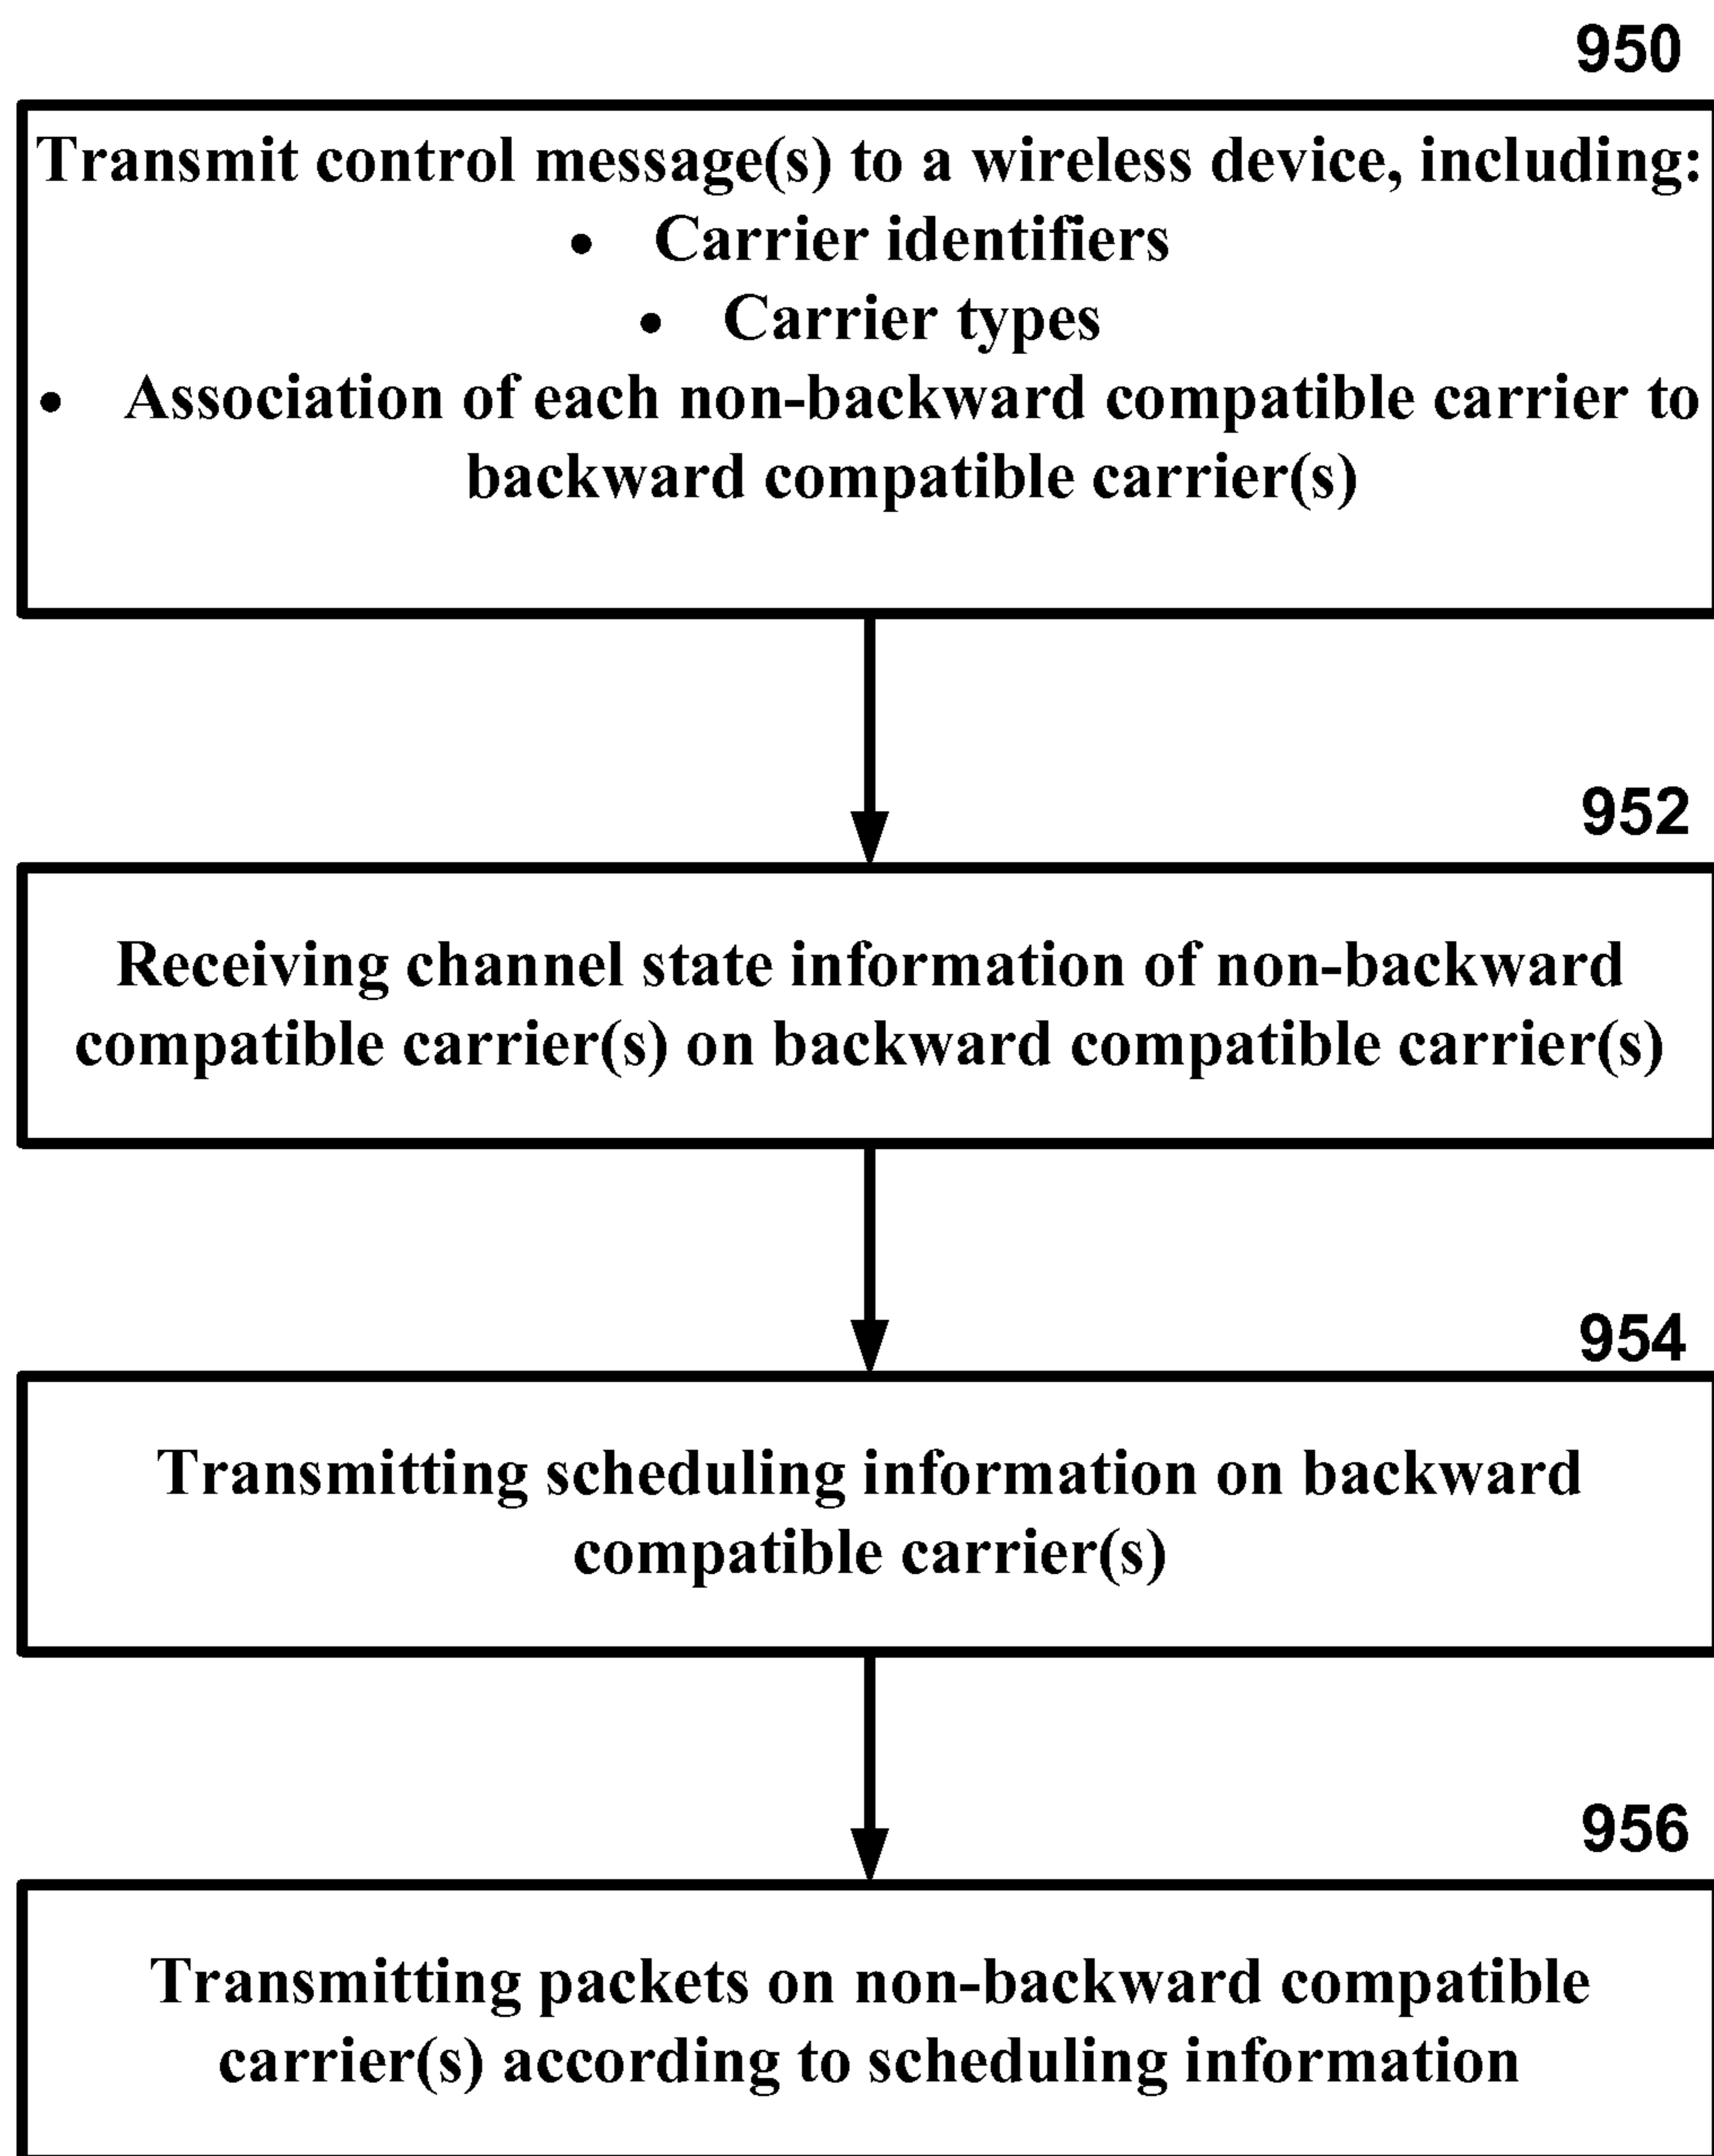 950
Transmit control message(s) to a wireless device, including:
• Carrier identifiers
• Carrier types
• Association of each non-backward compatible carrier to
backward compatible carrier(s)
952
Receiving channel state information of non-backward
compatible carrier(s) on backward compatible carrier(s)
954
Transmitting scheduling information on backward
compatible carrier(s)
956
Transmitting packets on non-backward compatible
carrier(s) according to scheduling information